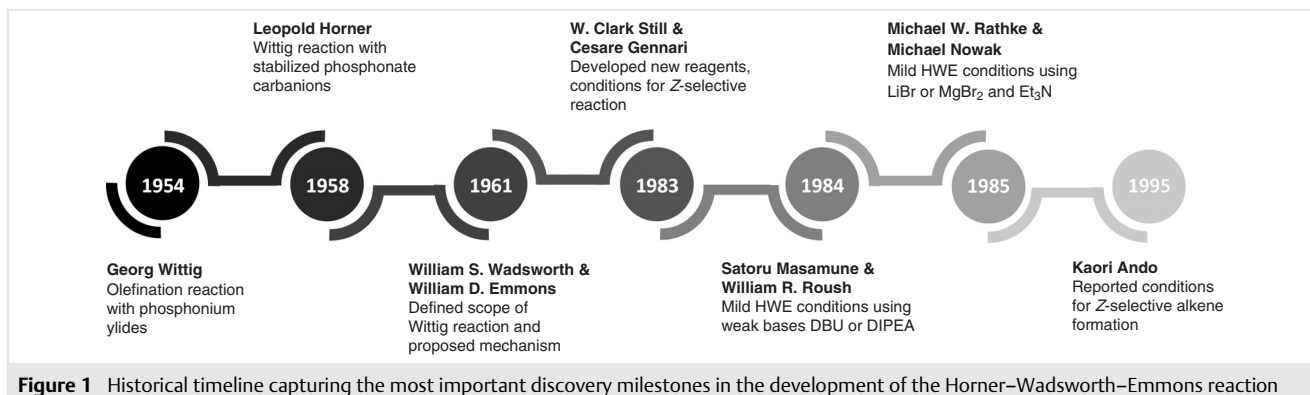 Leopold Horner
Wittig reaction with
stabilized phosphonate
carbanions
W. Clark Still &
Cesare Gennari
Developed new reagents,
conditions for Z-selective
reaction
Michael W. Rathke &
Michael Nowak
Mild HWE conditions using
LiBr or MgBr₂ and Et₃N
1954
1958
1961
1983
1984
1985
1995
Georg Wittig
Olefination reaction
with phosphonium
ylides
William S. Wadsworth &
William D. Emmons
Defined scope of
Wittig reaction and
proposed mechanism
Satoru Masamune &
William R. Roush
Mild HWE conditions using
weak bases DBU or DIPEA
Kaori Ando
Reported conditions
for Z-selective alkene
formation
Figure 1 Historical timeline capturing the most important discovery milestones in the development of the Horner–Wadsworth–Emmons reaction